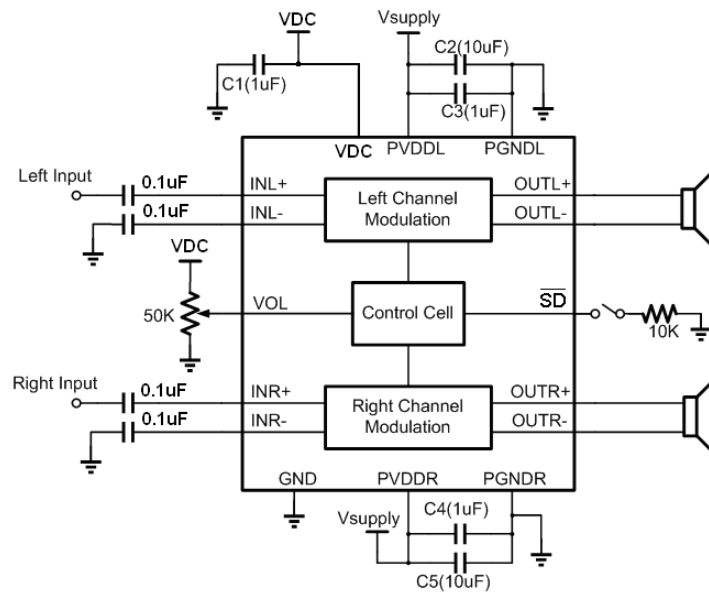 VDC
Vsupply
C2(10uF)
C1(1uF)
C3(1uF)
VDC
PVDDL
PGNDL
Left Input
0.1uF
INL+
OUTL+
Left Channel
Modulation
0.1uF
INL-
OUTL-
VDC
50K
VOL
Control Cell
SD
10K
Right Input
0.1uF
INR+
OUTR+
Right Channel
Modulation
0.1uF
INR-
OUTR-
GND
PVDDR
PGNDR
Vsupply
C4(1uF)
C5(10uF)